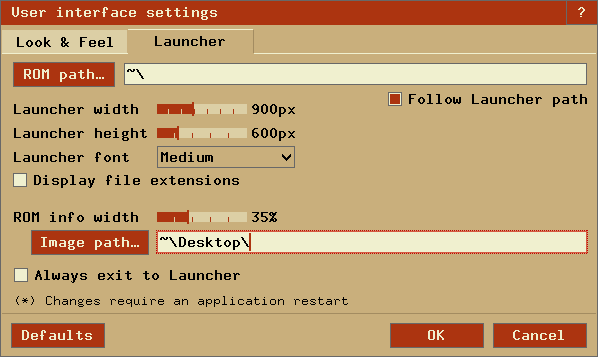 User interface settings ?
Look & Feel Launcher
ROM path… ~\
Follow Launcher path
Launcher width 900px
Launcher height 600px
Launcher font Medium
Display file extensions
ROM info width 35%
Image path… ~\Desktop\
Always exit to Launcher
(*) Changes require an application restart
Defaults OK Cancel